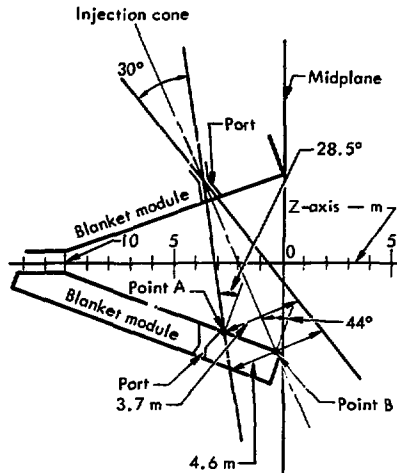 Injection cone
30°
Midplane
Port
28.5°
Blanket module
Z-axis — m
10
5
0
5
Point A
Blanket module
44°
Port
3.7 m
Point B
4.6 m